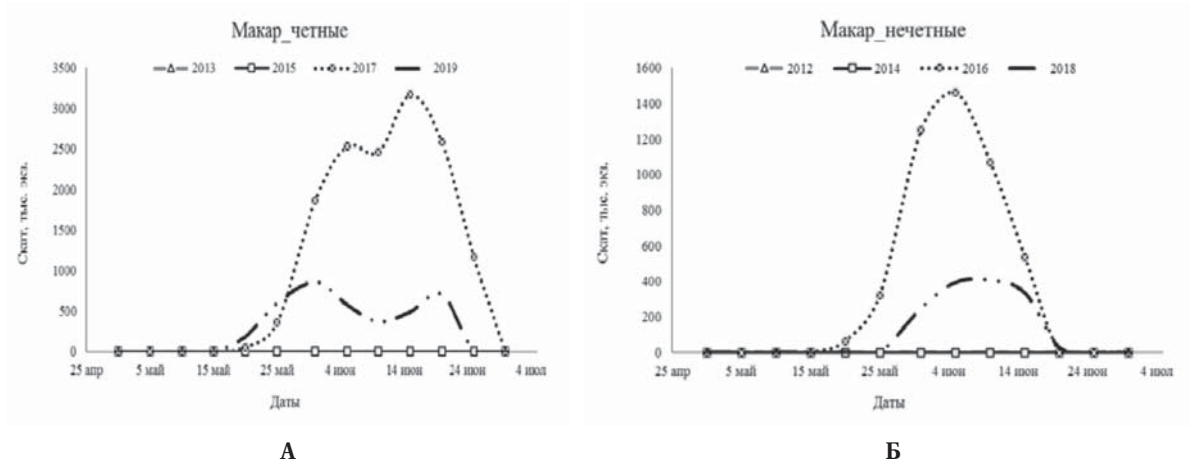 Макар_четные
2013 2015 2017 2019
3500
3000
2500
2000
1500
1000
500
0
Скат, тыс. экз.
25 апр 5 май 15 май 25 май 4 июн 14 июн 24 июн 4 июл
Даты
А
Макар_нечетные
2012 2014 2016 2018
1600
1400
1200
1000
800
600
400
200
0
Скат, тыс. экз.
25 апр 5 май 15 май 25 май 4 июн 14 июн 24 июн 4 июл
Даты
Б